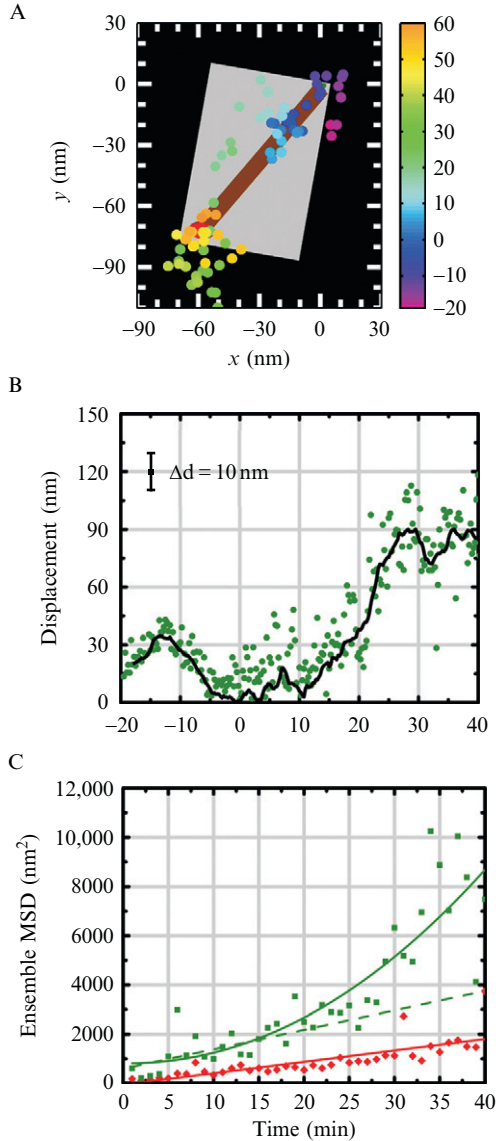 A
30
0
−30
−60
−90
y (nm)
−90 −60 −30 0 30
x (nm)
60
50
40
30
20
10
0
−10
−20
B
150
120
90
60
30
0
Displacement (nm)
Δd = 10 nm
−20 −10 0 10 20 30 40
C
12,000
10,000
8000
6000
4000
2000
0
Ensemble MSD (nm²)
0 5 10 15 20 25 30 35 40
Time (min)